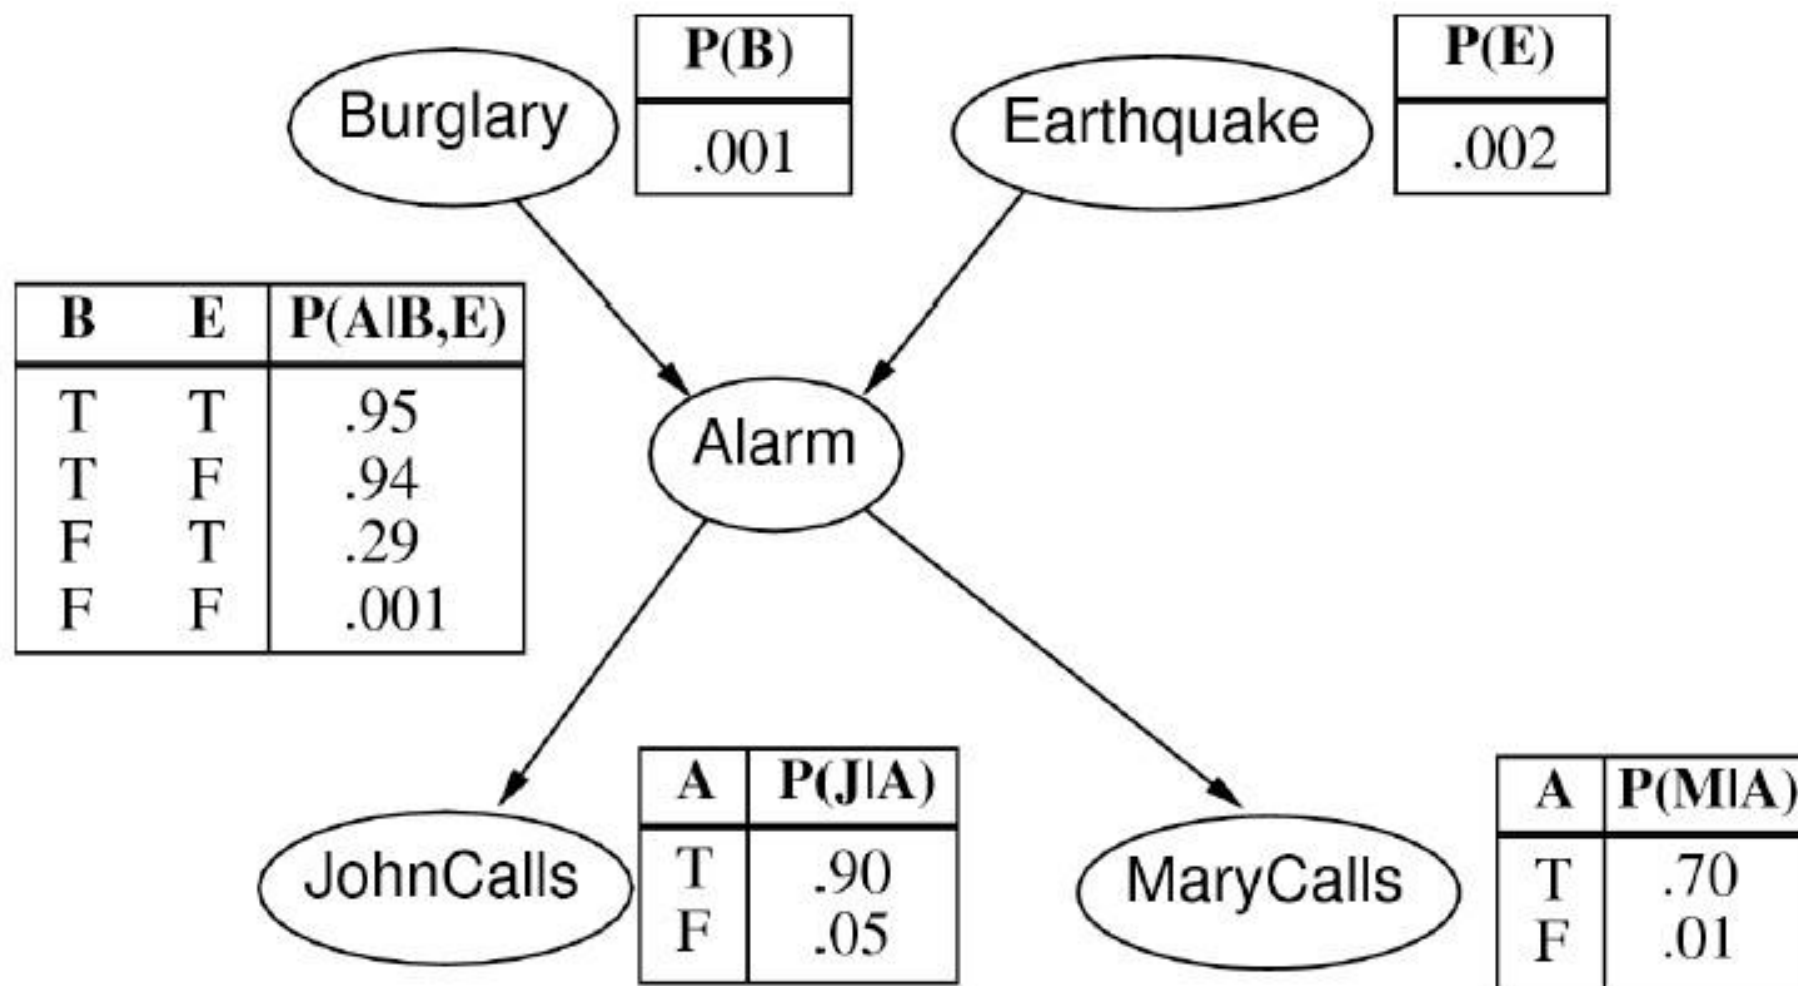 Burglary
P(B)
.001
Earthquake
P(E)
.002
B E P(A|B,E)
T T .95
T F .94
F T .29
F F .001
Alarm
JohnCalls
A P(J|A)
T .90
F .05
MaryCalls
A P(M|A)
T .70
F .01